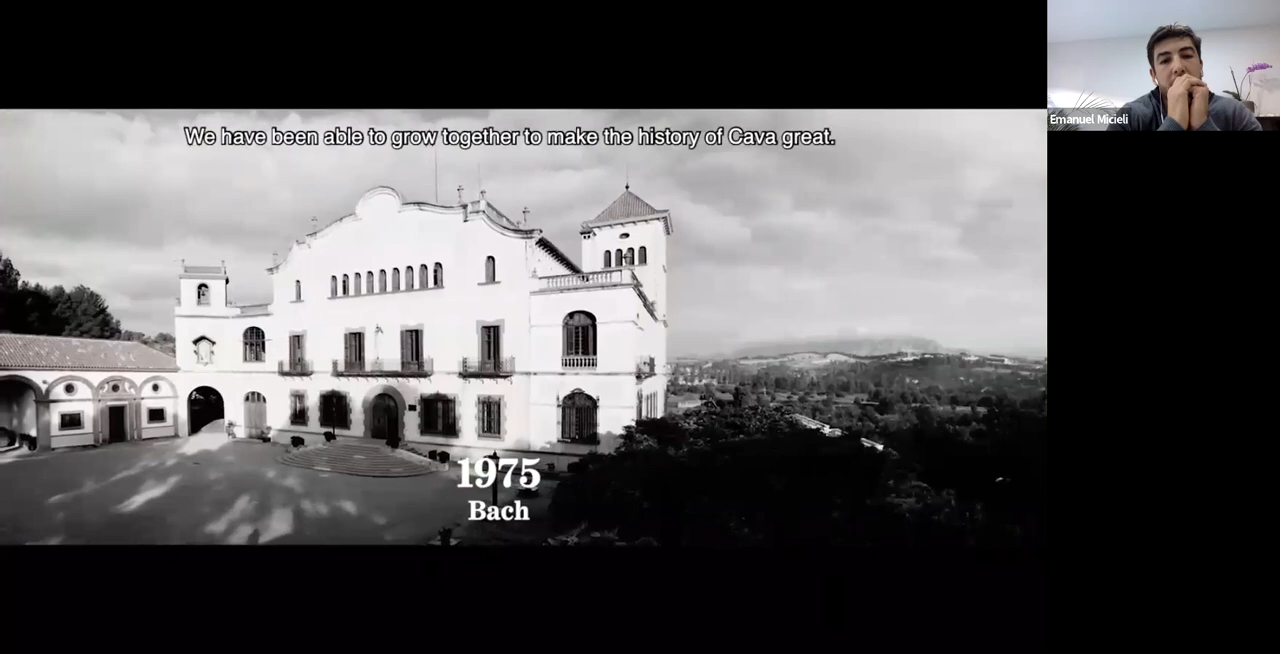 We have been able to grow together to make the history of Cava great.
1975
Bach
Emanuel Micieli